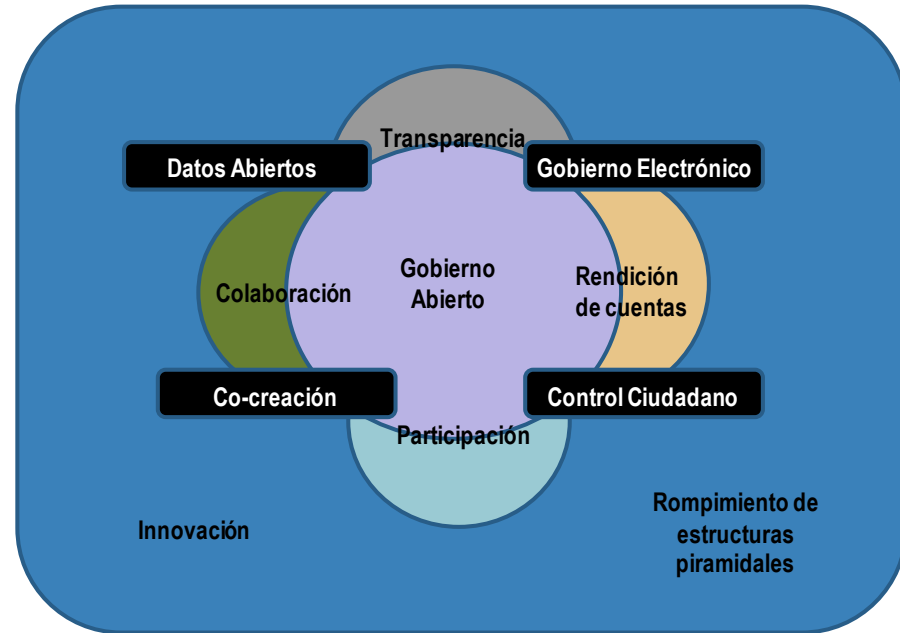 Transparencia
Datos Abiertos
Gobierno Electrónico
Gobierno
Abierto
Colaboración
Rendición
de cuentas
Co-creación
Control Ciudadano
Participación
Innovación
Rompimiento de
estructuras
piramidales